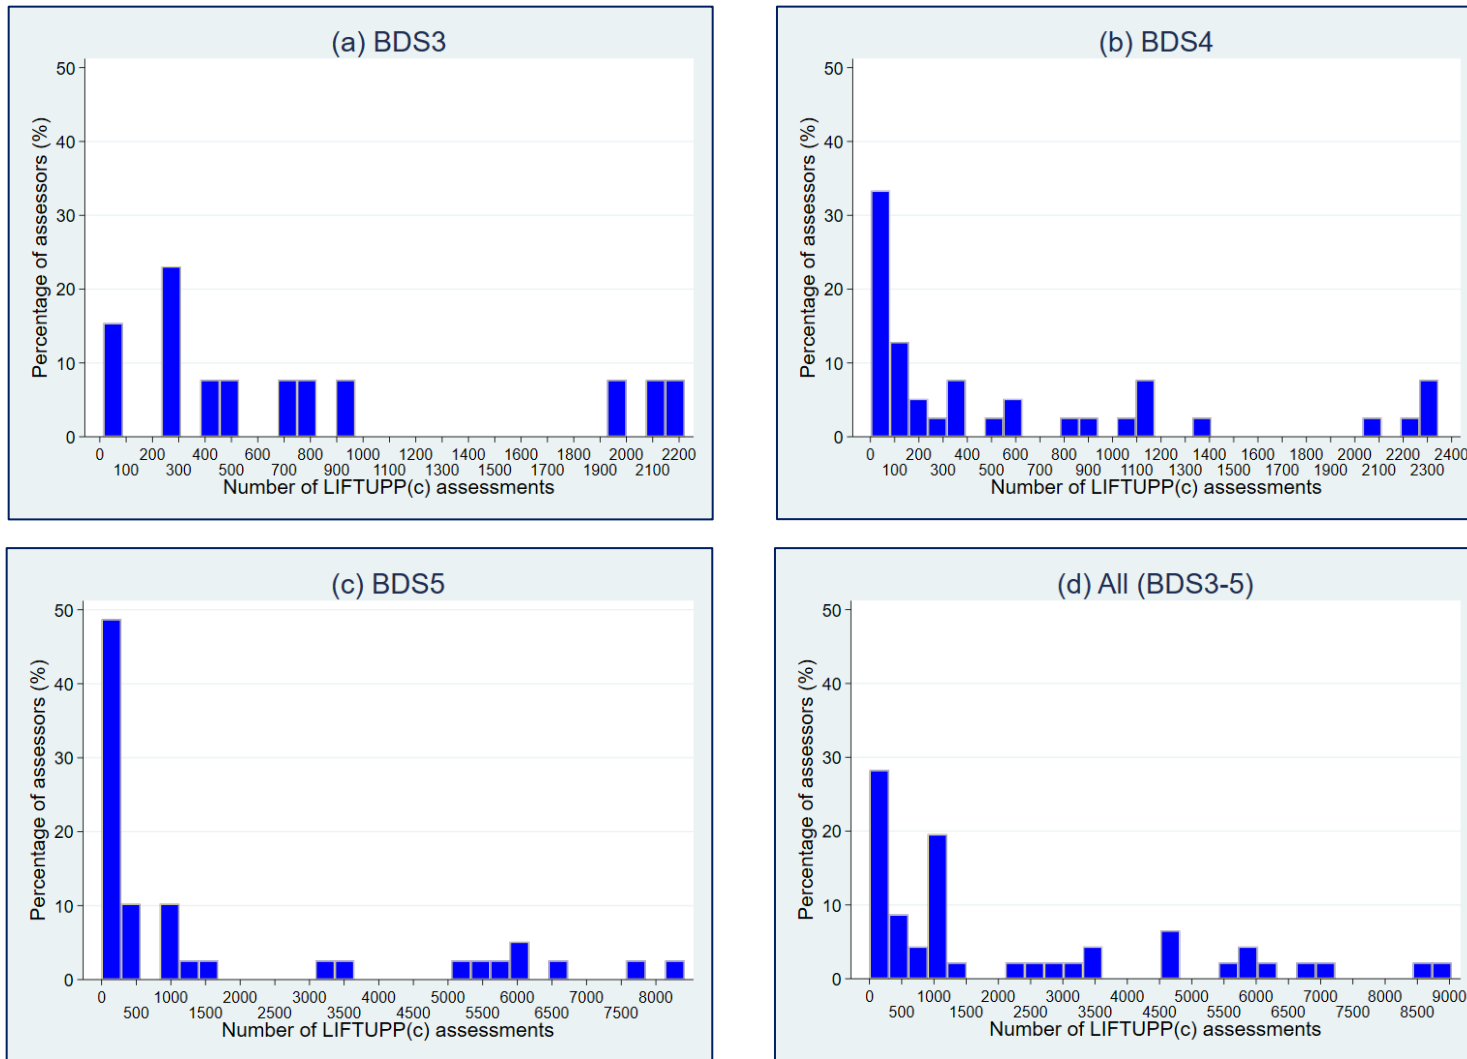 (a) BDS3
50
40
30
20
10
0
Percentage of assessors (%)
0 200 400 600 800 1000 1200 1400 1600 1800 2000 2200
100 300 500 700 900 1100 1300 1500 1700 1900 2100
Number of LIFTUPP(c) assessments
(b) BDS4
50
40
30
20
10
0
Percentage of assessors (%)
0 200 400 600 800 1000 1200 1400 1600 1800 2000 2200 2400
100 300 500 700 900 1100 1300 1500 1700 1900 2100 2300
Number of LIFTUPP(c) assessments
(c) BDS5
50
40
30
20
10
0
Percentage of assessors (%)
0 1000 2000 3000 4000 5000 6000 7000 8000
500 1500 2500 3500 4500 5500 6500 7500
Number of LIFTUPP(c) assessments
(d) All (BDS3-5)
50
40
30
20
10
0
Percentage of assessors (%)
0 1000 2000 3000 4000 5000 6000 7000 8000 9000
500 1500 2500 3500 4500 5500 6500 7500 8500
Number of LIFTUPP(c) assessments